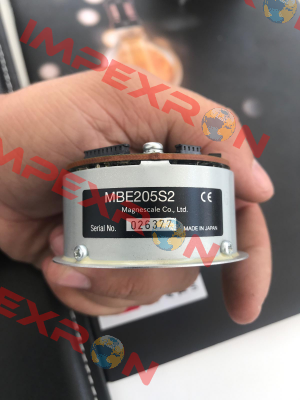 IMPEXRON
MBE205S2 CE
Magnescale Co., Ltd.
Serial No. 026377 MADE IN JAPAN